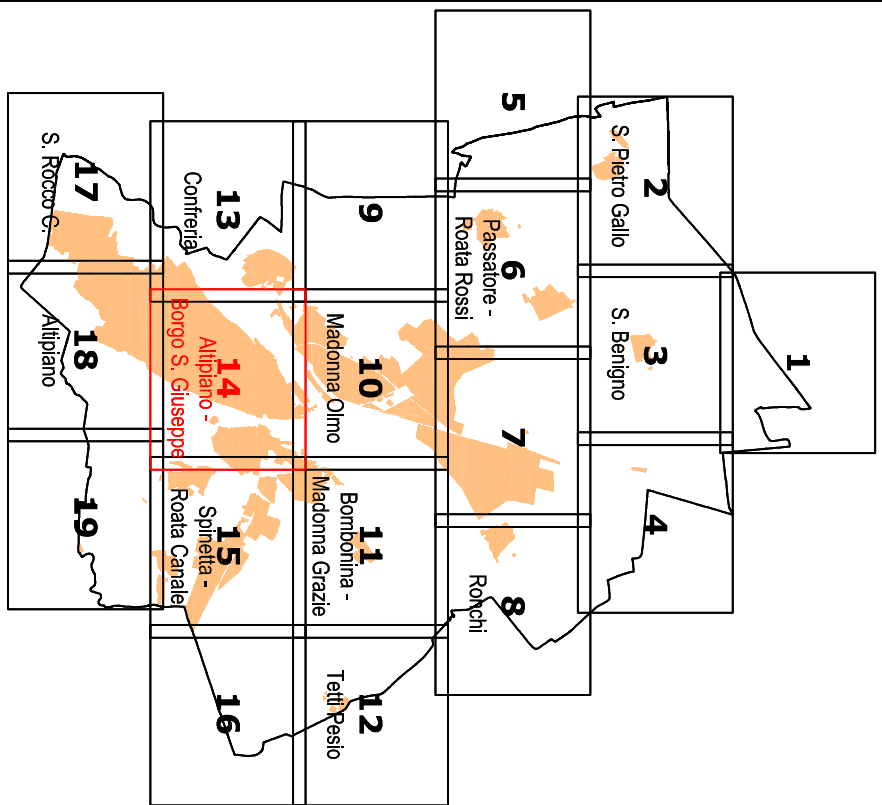 1
2
S. Pietro Gallo
3
S. Benigno
4
5
6
Passatore -
Roata Rossi
7
8
Ronchi
9
10
Madonna Olmo
11
Bombonina -
Madonna Grazie
12
Tetti Pesio
13
Confreria
14
Altipiano -
Borgo S. Giuseppe
15
Spinetta -
Roata Canale
16
17
S. Rocco C.
18
Altipiano
19